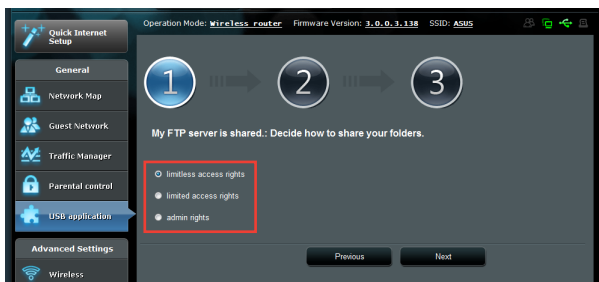 Operation Mode: Wireless router Firmware Version: 3.0.0.3.138 SSID: ASUS
Quick Internet
Setup
General
Network Map
Guest Network
Traffic Manager
Parental control
USB application
Advanced Settings
Wireless
1 2 3
My FTP server is shared.: Decide how to share your folders.
limitless access rights
limited access rights
admin rights
Previous Next